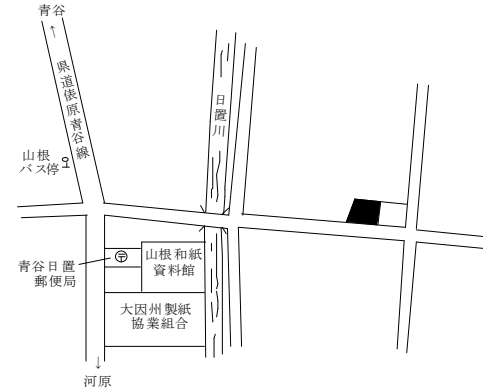 青谷
↑
県道俵原青谷線
日置川
山根
バス停
青谷日置
郵便局
山根和紙
資料館
大因州製紙
協業組合
↓
河原